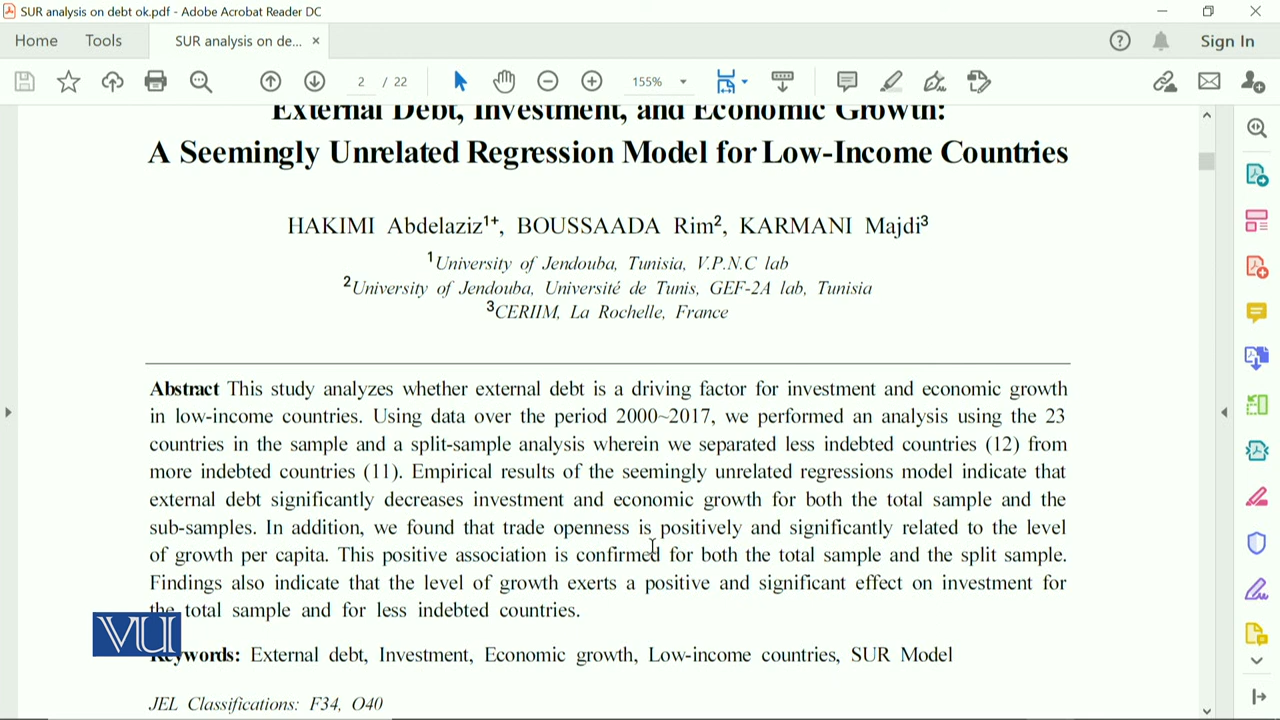 SUR analysis on debt ok.pdf - Adobe Acrobat Reader DC
Home Tools SUR analysis on de... × Sign In
2 / 22 155%
External Debt, Investment, and Economic Growth:
A Seemingly Unrelated Regression Model for Low-Income Countries
HAKIMI Abdelaziz¹⁺, BOUSSAADA Rim², KARMANI Majdi³
¹University of Jendouba, Tunisia, V.P.N.C lab
²University of Jendouba, Université de Tunis, GEF-2A lab, Tunisia
³CERIIM, La Rochelle, France
Abstract This study analyzes whether external debt is a driving factor for investment and economic growth
in low-income countries. Using data over the period 2000~2017, we performed an analysis using the 23
countries in the sample and a split-sample analysis wherein we separated less indebted countries (12) from
more indebted countries (11). Empirical results of the seemingly unrelated regressions model indicate that
external debt significantly decreases investment and economic growth for both the total sample and the
sub-samples. In addition, we found that trade openness is positively and significantly related to the level
of growth per capita. This positive association is confirmed for both the total sample and the split sample.
Findings also indicate that the level of growth exerts a positive and significant effect on investment for
the total sample and for less indebted countries.
VU
Keywords: External debt, Investment, Economic growth, Low-income countries, SUR Model
JEL Classifications: F34, O40